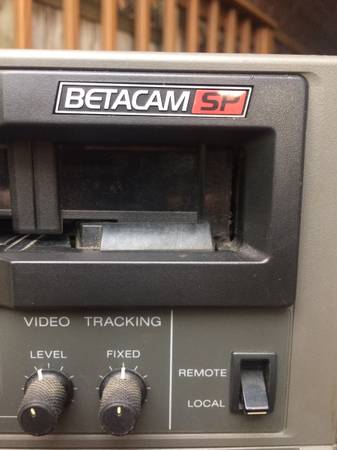 BETACAM SP
VIDEO TRACKING
LEVEL FIXED
REMOTE
LOCAL